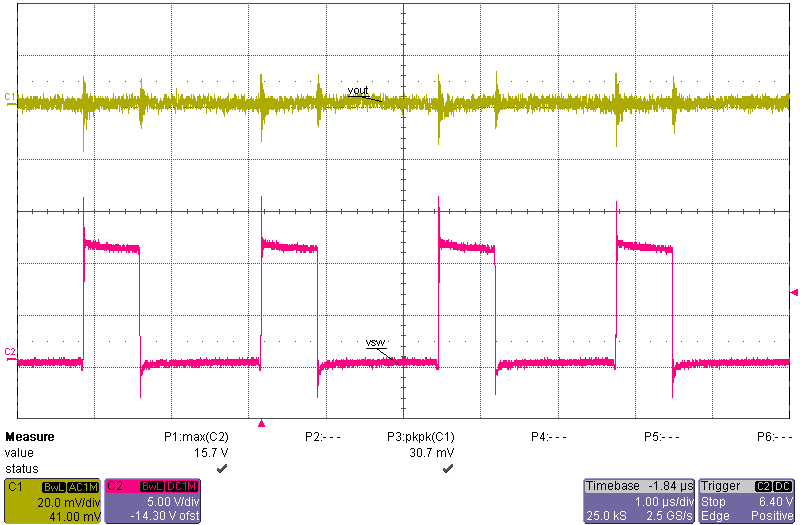 C1
vout
C2
vsw
Measure P1:max(C2) P2:--- P3:pkpk(C1) P4:--- P5:--- P6:---
value 15.7 V 30.7 mV
status
C1 BwL AC1M
20.0 mV/div
41.00 mV
C2 BwL DC1M
5.00 V/div
-14.30 V ofst
Timebase -1.84 µs
1.00 µs/div
25.0 kS 2.5 GS/s
Trigger C2 DC
Stop 6.40 V
Edge Positive